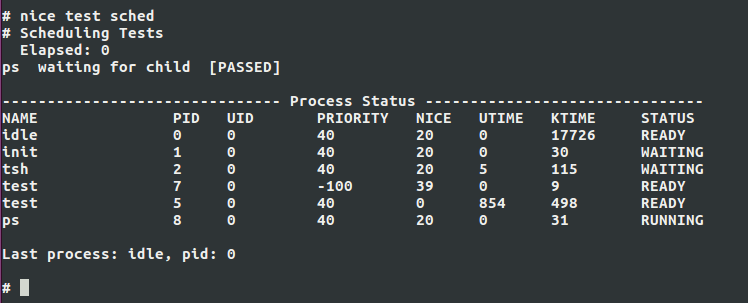 # nice test sched
# Scheduling Tests
  Elapsed: 0
ps  waiting for child  [PASSED]
------------------------------- Process Status -------------------------------
NAME               PID   UID       PRIORITY   NICE   UTIME   KTIME     STATUS
idle               0     0         40         20     0       17726     READY
init               1     0         40         20     0       30        WAITING
tsh                2     0         40         20     5       115       WAITING
test               7     0         -100       39     0       9         READY
test               5     0         40         0      854     498       READY
ps                 8     0         40         20     0       31        RUNNING
Last process: idle, pid: 0
#